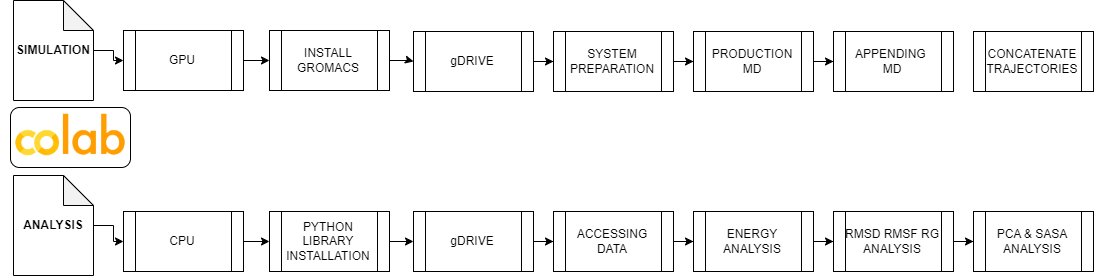 SIMULATION
GPU
INSTALL
GROMACS
gDRIVE
SYSTEM
PREPARATION
PRODUCTION
MD
APPENDING
MD
CONCATENATE
TRAJECTORIES
colab
ANALYSIS
CPU
PYTHON
LIBRARY
INSTALLATION
gDRIVE
ACCESSING
DATA
ENERGY
ANALYSIS
RMSD RMSF RG
ANALYSIS
PCA & SASA
ANALYSIS